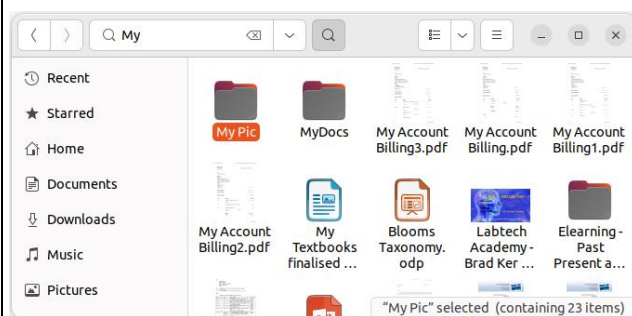 My
Recent
Starred
Home
Documents
Downloads
Music
Pictures
My Pic
MyDocs
My Account
Billing3.pdf
My Account
Billing.pdf
My Account
Billing1.pdf
My Account
Billing2.pdf
My
Textbooks
finalised ...
Blooms
Taxonomy.
odp
Labtech
Academy-
Brad Ker ...
Elearning-
Past
Present a...
"My Pic" selected (containing 23 items)